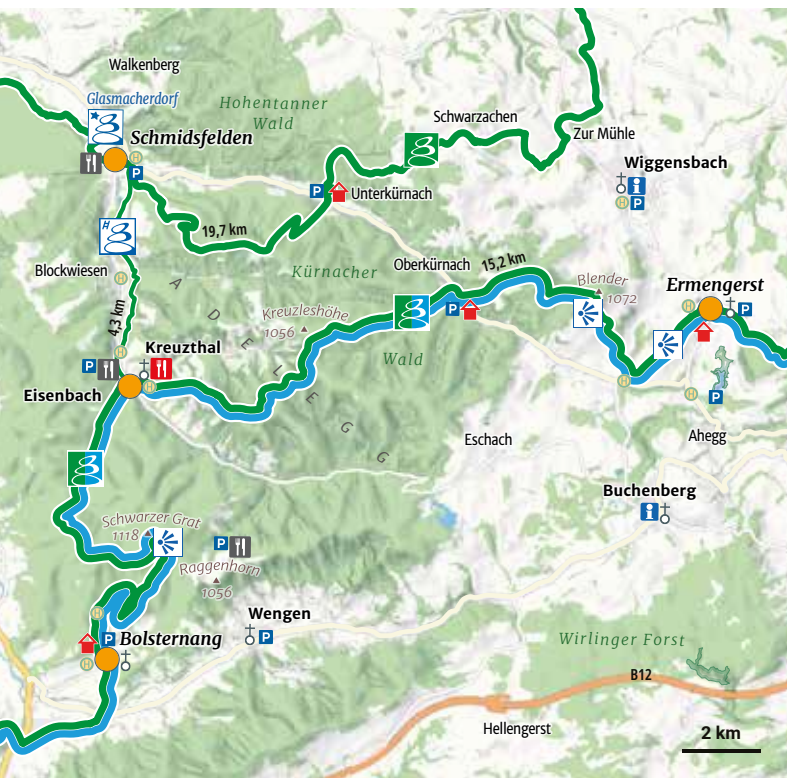 Walkenberg
Glasmacherdorf
Hohentanner
Wald
Schwarzachen
Schmidsfelden
Zur Mühle
H
P
Wiggensbach
i
H
P
P
Unterkürnach
19,7 km
H
Blockwiesen
H
Kürnacher
Oberkürnach
15,2 km
Blender
1072
Ermengerst
H
P
4,3 km
Kreuzleshöhe
1056
P
ADELEGG
Wald
H
Kreuzthal
P
H
Eisenbach
H
H
P
Eschach
Ahegg
Buchenberg
i
Schwarzer Grat
1118
P
Raggenhorn
1056
H
Wengen
P
Bolsternang
P
H
Wirlinger Forst
B12
Hellengerst
2 km